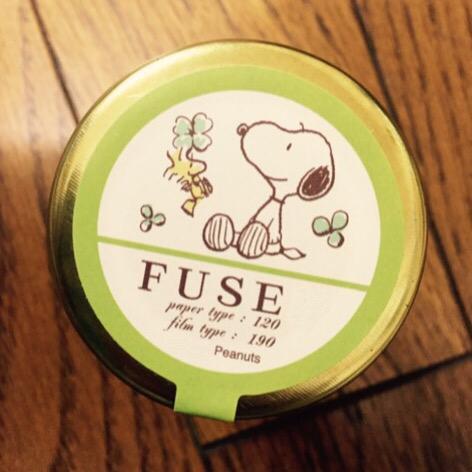 FUSE
paper type : 120
film type : 190
Peanuts